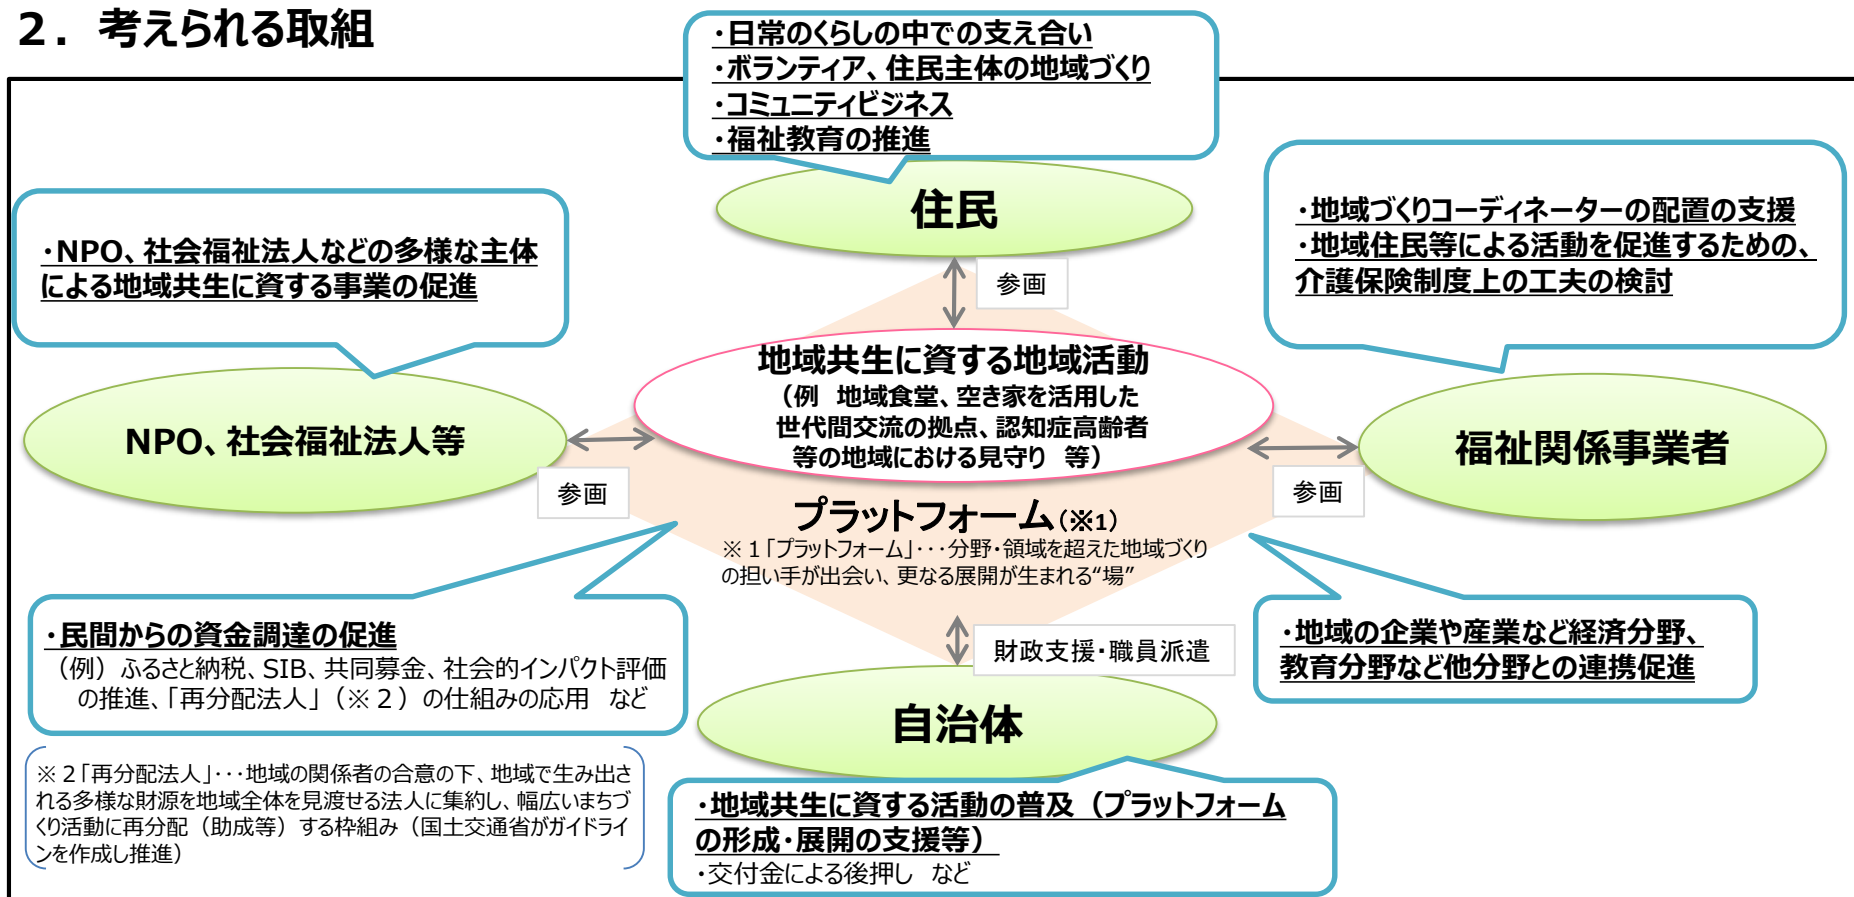 ２．考えられる取組
・日常のくらしの中での支え合い
・ボランティア、住民主体の地域づくり
・コミュニティビジネス
・福祉教育の推進
住民
・NPO、社会福祉法人などの多様な主体
による地域共生に資する事業の促進
・地域づくりコーディネーターの配置の支援
・地域住民等による活動を促進するための、
介護保険制度上の工夫の検討
参画
地域共生に資する地域活動
（例　地域食堂、空き家を活用した
世代間交流の拠点、認知症高齢者
等の地域における見守り　等）
NPO、社会福祉法人等
福祉関係事業者
参画
参画
プラットフォーム（※1）
※１「プラットフォーム」・・・分野・領域を超えた地域づくり
の担い手が出会い、更なる展開が生まれる“場”
・民間からの資金調達の促進
（例）ふるさと納税、SIB、共同募金、社会的インパクト評価
の推進、「再分配法人」（※２）の仕組みの応用　など
財政支援・職員派遣
・地域の企業や産業など経済分野、
教育分野など他分野との連携促進
自治体
※２「再分配法人」・・・地域の関係者の合意の下、地域で生み出さ
れる多様な財源を地域全体を見渡せる法人に集約し、幅広いまちづ
くり活動に再分配（助成等）する枠組み（国土交通省がガイドライ
ンを作成し推進）
・地域共生に資する活動の普及（プラットフォーム
の形成・展開の支援等）
・交付金による後押し　など